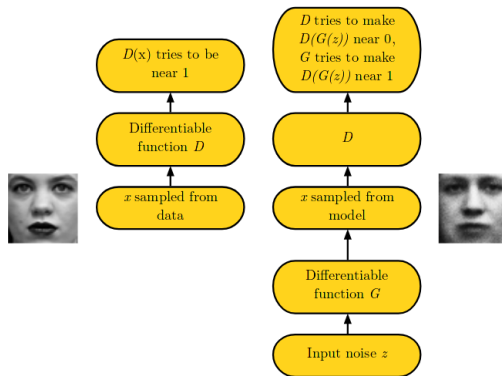 D(x) tries to be
near 1
Differentiable
function D
x sampled from
data
D tries to make
D(G(z)) near 0,
G tries to make
D(G(z)) near 1
D
x sampled from
model
Differentiable
function G
Input noise z